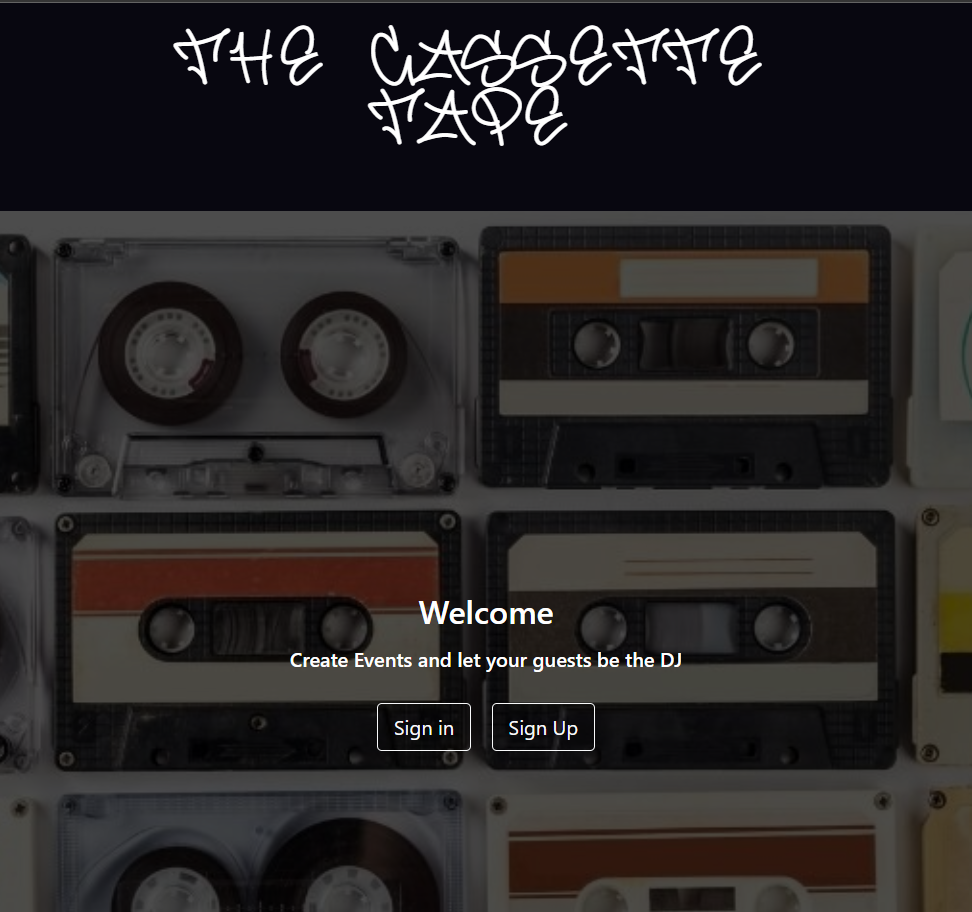 THE CASSETTE
TAPE
Welcome
Create Events and let your guests be the DJ
Sign in
Sign Up